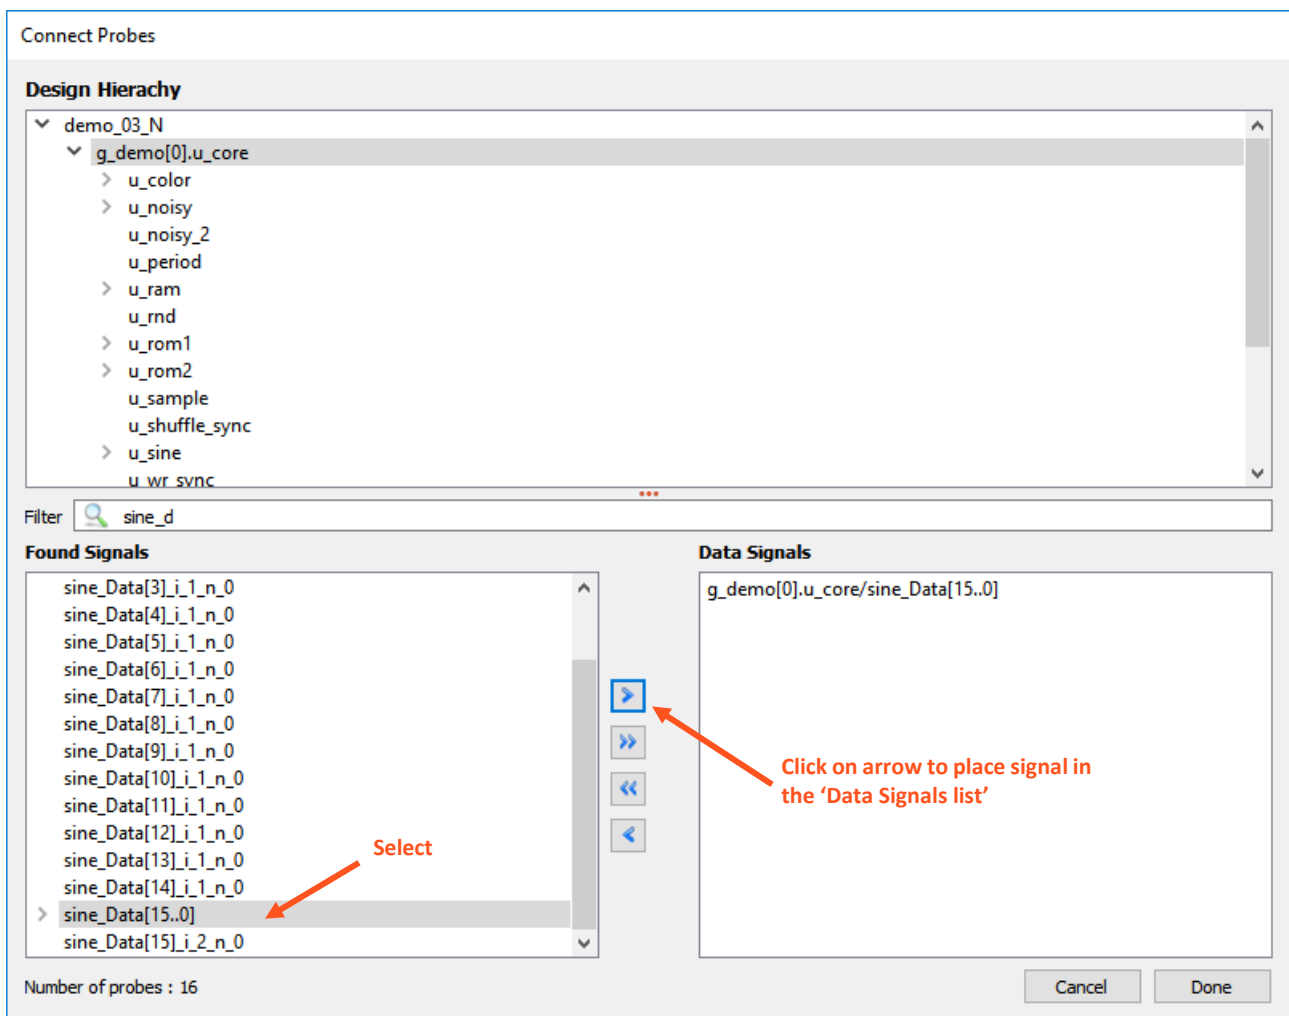 Connect Probes
Design Hierachy
demo_03_N
g_demo[0].u_core
u_color
u_noisy
u_noisy_2
u_period
u_ram
u_rnd
u_rom1
u_rom2
u_sample
u_shuffle_sync
u_sine
u_wr_sync
Filter sine_d
Found Signals
sine_Data[3]_i_1_n_0
sine_Data[4]_i_1_n_0
sine_Data[5]_i_1_n_0
sine_Data[6]_i_1_n_0
sine_Data[7]_i_1_n_0
sine_Data[8]_i_1_n_0
sine_Data[9]_i_1_n_0
sine_Data[10]_i_1_n_0
sine_Data[11]_i_1_n_0
sine_Data[12]_i_1_n_0
sine_Data[13]_i_1_n_0
sine_Data[14]_i_1_n_0
sine_Data[15..0]
sine_Data[15]_i_2_n_0
Select
Data Signals
g_demo[0].u_core/sine_Data[15..0]
Click on arrow to place signal in
the ‘Data Signals list’
Number of probes : 16
Cancel
Done